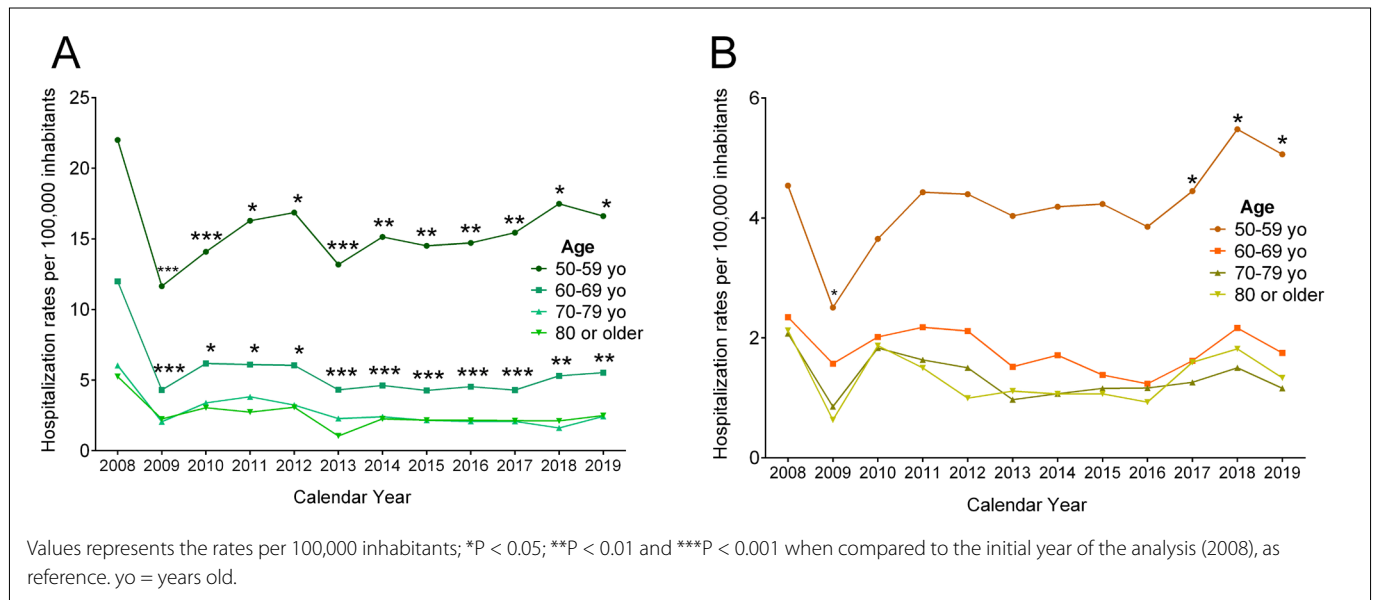 A
Hospitalization rates per 100,000 inhabitants
25
20
15
10
5
0
***
***
*
*
***
**
**
**
**
*
*
***
*
*
*
***
***
***
***
***
**
**
Age
50-59 yo
60-69 yo
70-79 yo
80 or older
2008 2009 2010 2011 2012 2013 2014 2015 2016 2017 2018 2019
Calendar Year
B
Hospitalization rates per 100,000 inhabitants
6
4
2
0
*
*
*
*
Age
50-59 yo
60-69 yo
70-79 yo
80 or older
2008 2009 2010 2011 2012 2013 2014 2015 2016 2017 2018 2019
Calendar Year
Values represents the rates per 100,000 inhabitants; *P < 0.05; **P < 0.01 and ***P < 0.001 when compared to the initial year of the analysis (2008), as
reference. yo = years old.